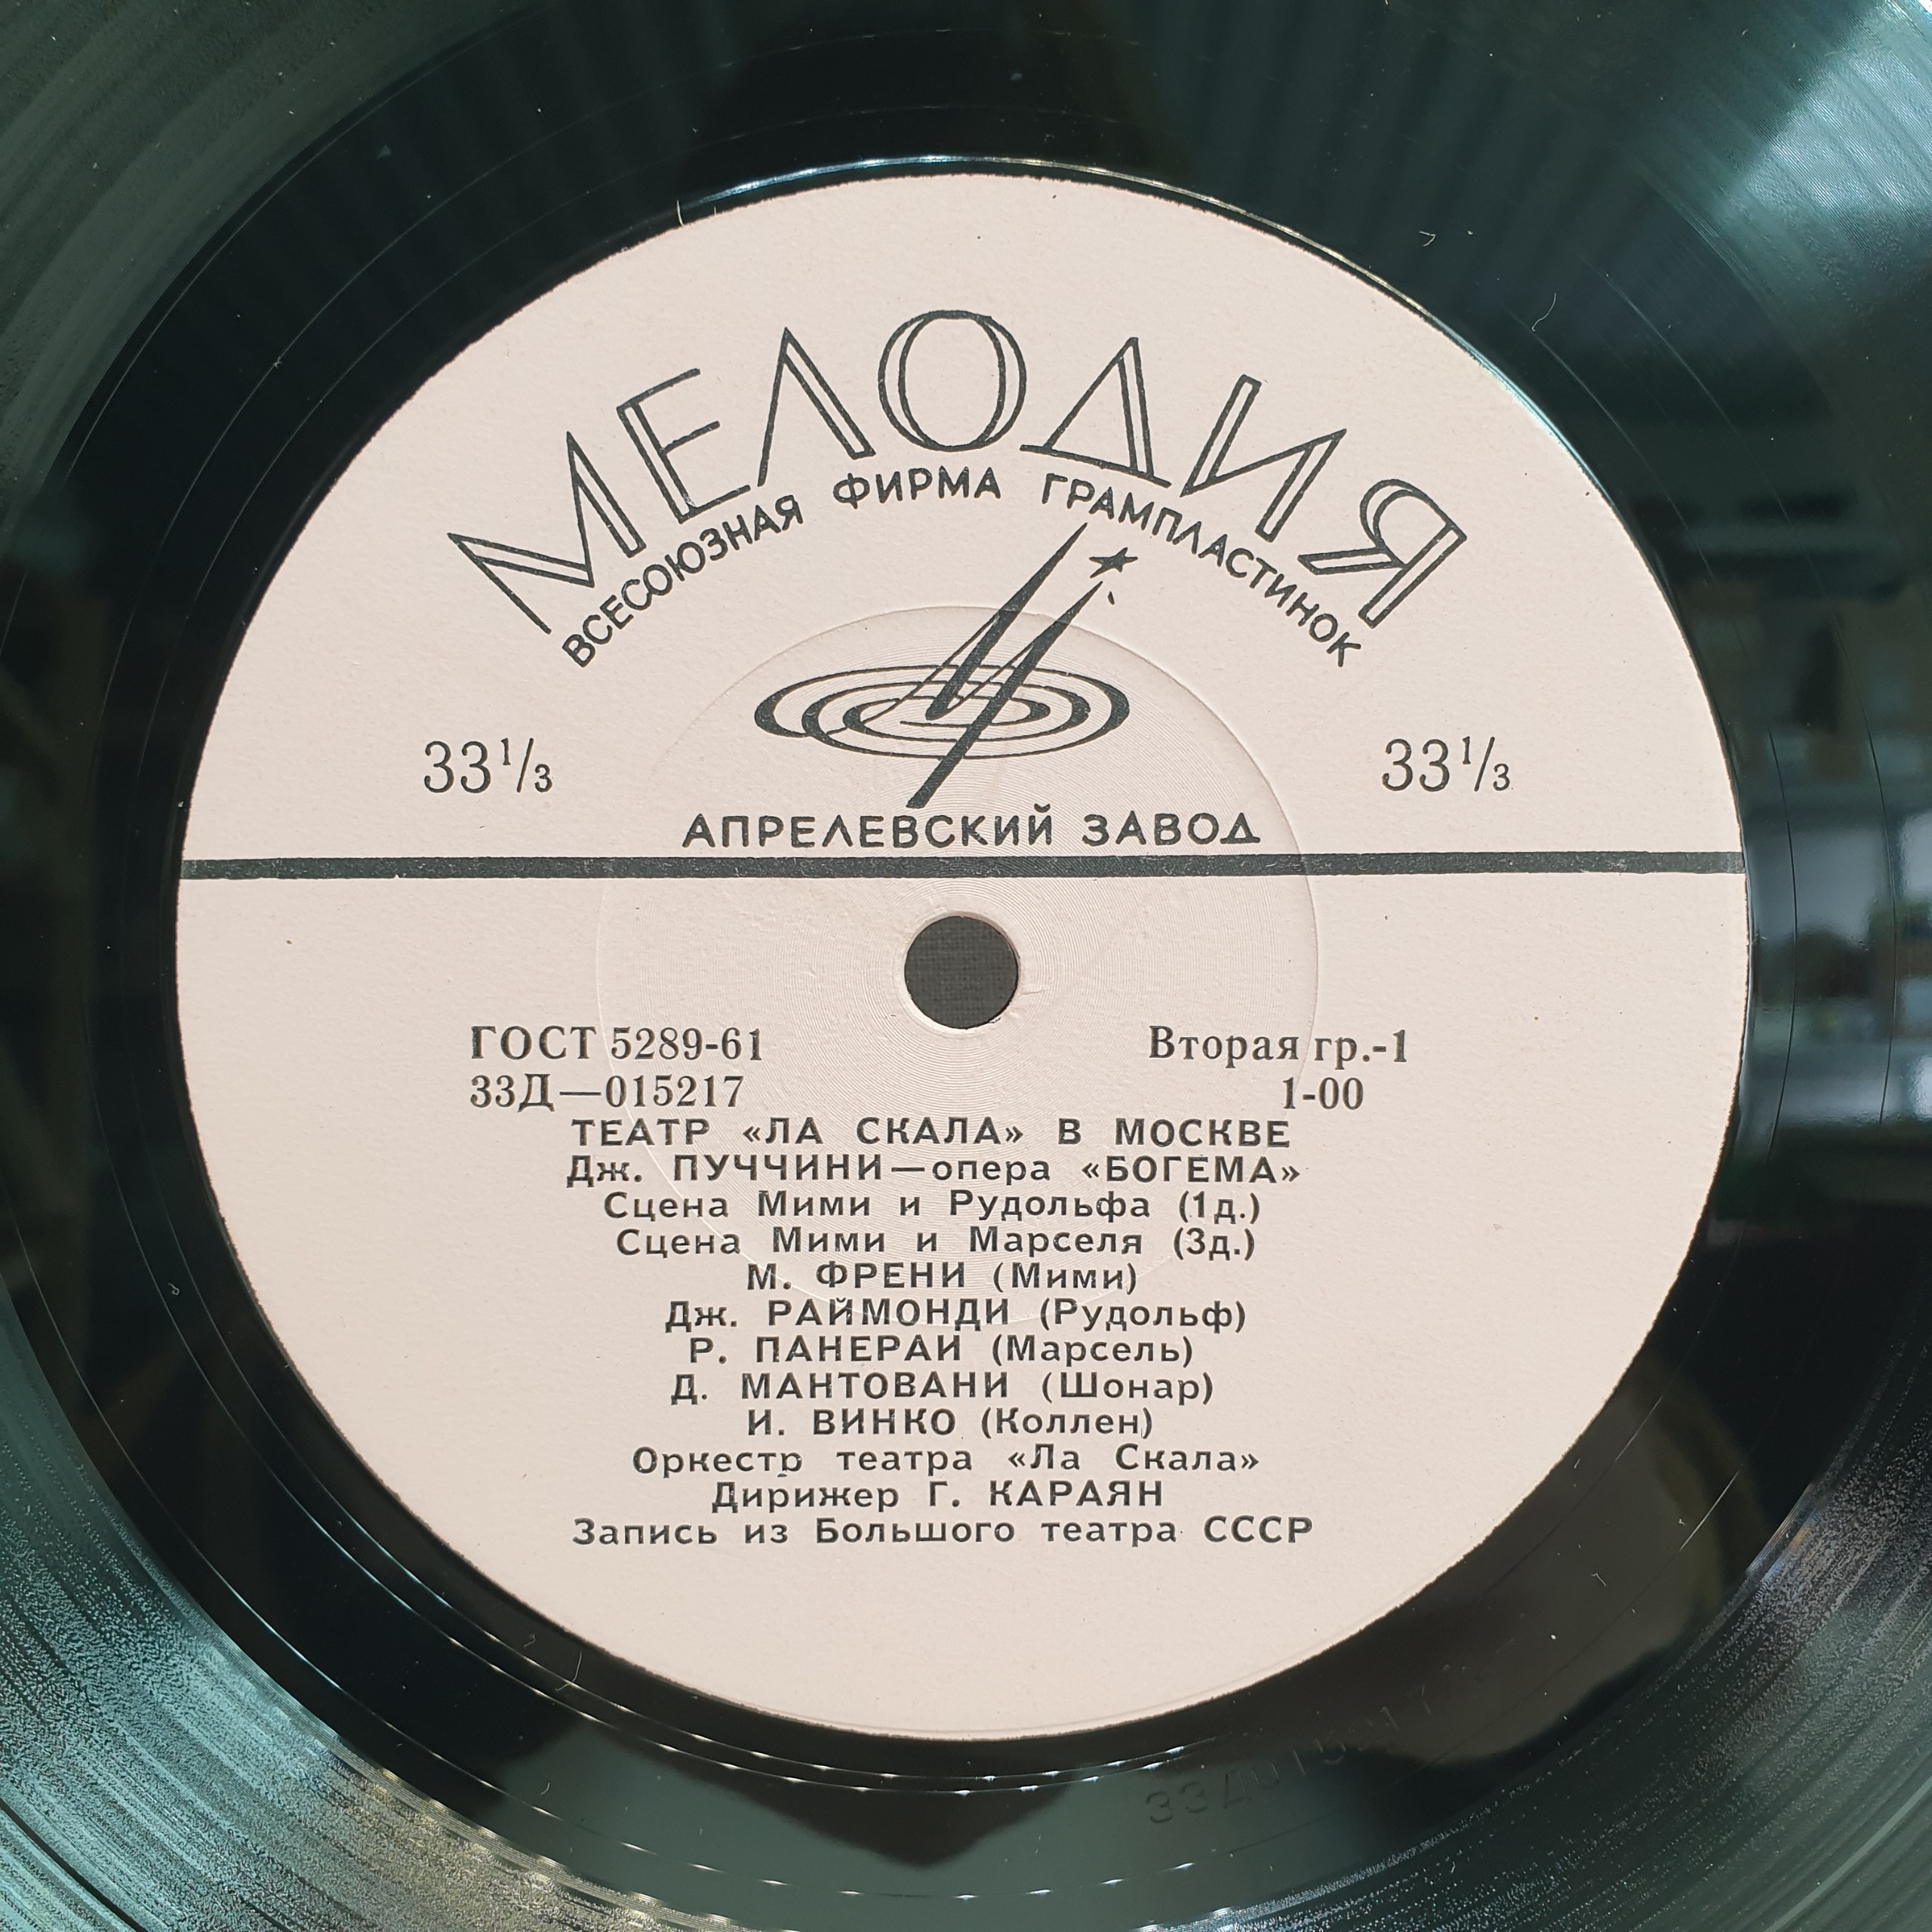 МЕЛОДИЯ
ВСЕСОЮЗНАЯ ФИРМА ГРАМПЛАСТИНОК
33 1/3 33 1/3
АПРЕЛЕВСКИЙ ЗАВОД
ГОСТ 5289-61 Вторая гр.-1
33Д—015217 1-00
ТЕАТР «ЛА СКАЛА» В МОСКВЕ
Дж. ПУЧЧИНИ—опера «БОГЕМА»
Сцена Мими и Рудольфа (1д.)
Сцена Мими и Марселя (3д.)
М. ФРЕНИ (Мими)
Дж. РАЙМОНДИ (Рудольф)
Р. ПАНЕРАИ (Марсель)
Д. МАНТОВАНИ (Шонар)
И. ВИНКО (Коллен)
Оркестр театра «Ла Скала»
Дирижер Г. КАРАЯН
Запись из Большого театра СССР